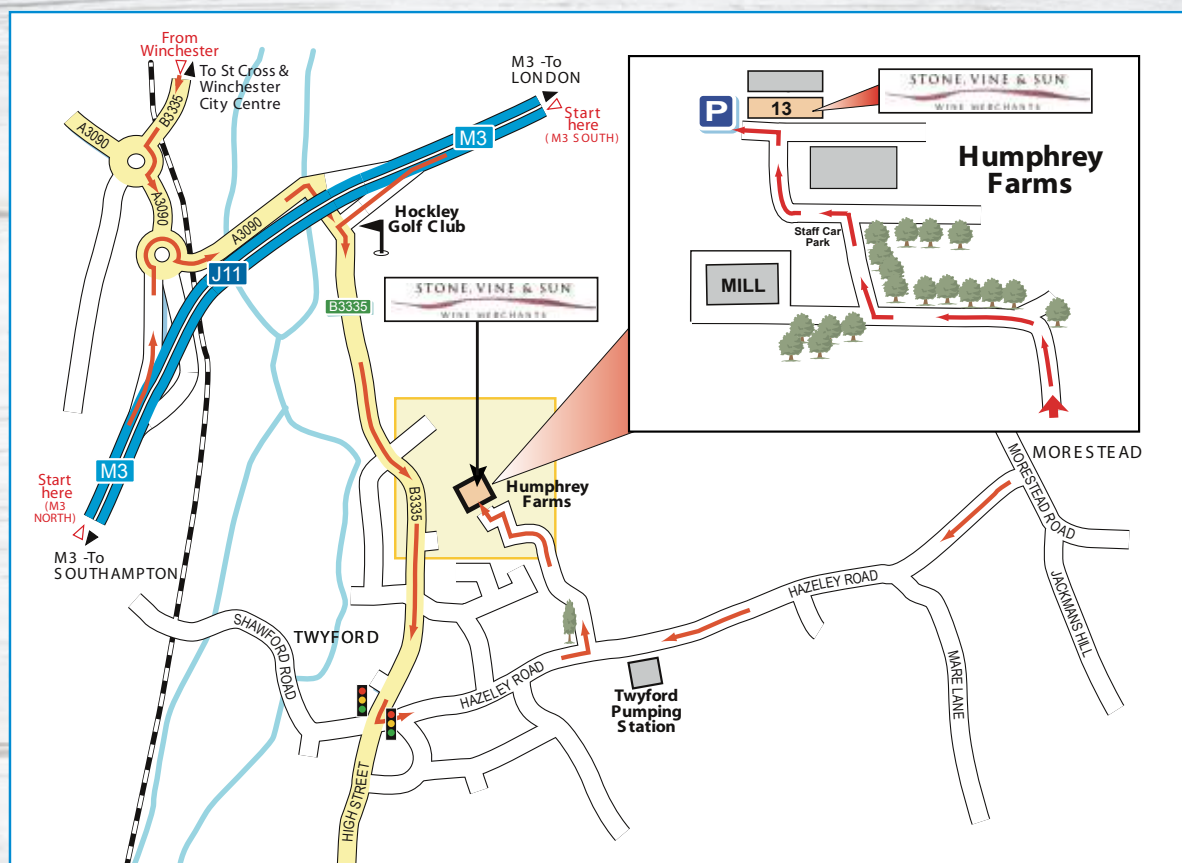 From
Winchester
To St Cross &
Winchester
City Centre
B3335
A3090
A3090
A3090
M3 -To
LONDON
Start
here
(M3 SOUTH)
M3
J11
Hockley
Golf Club
B3335
STONE, VINE & SUN
WINE MERCHANTS
STONE, VINE & SUN
WINE MERCHANTS
P
13
Humphrey
Farms
Staff Car
Park
MILL
M3
Start
here
(M3
NORTH)
M3 -To
SOUTHAMPTON
B3335
Humphrey
Farms
MORESTEAD
MORESTEAD ROAD
JACKMANS HILL
HAZELEY ROAD
MARE LANE
SHAWFORD ROAD
TWYFORD
HAZELEY ROAD
Twyford
Pumping
Station
HIGH STREET